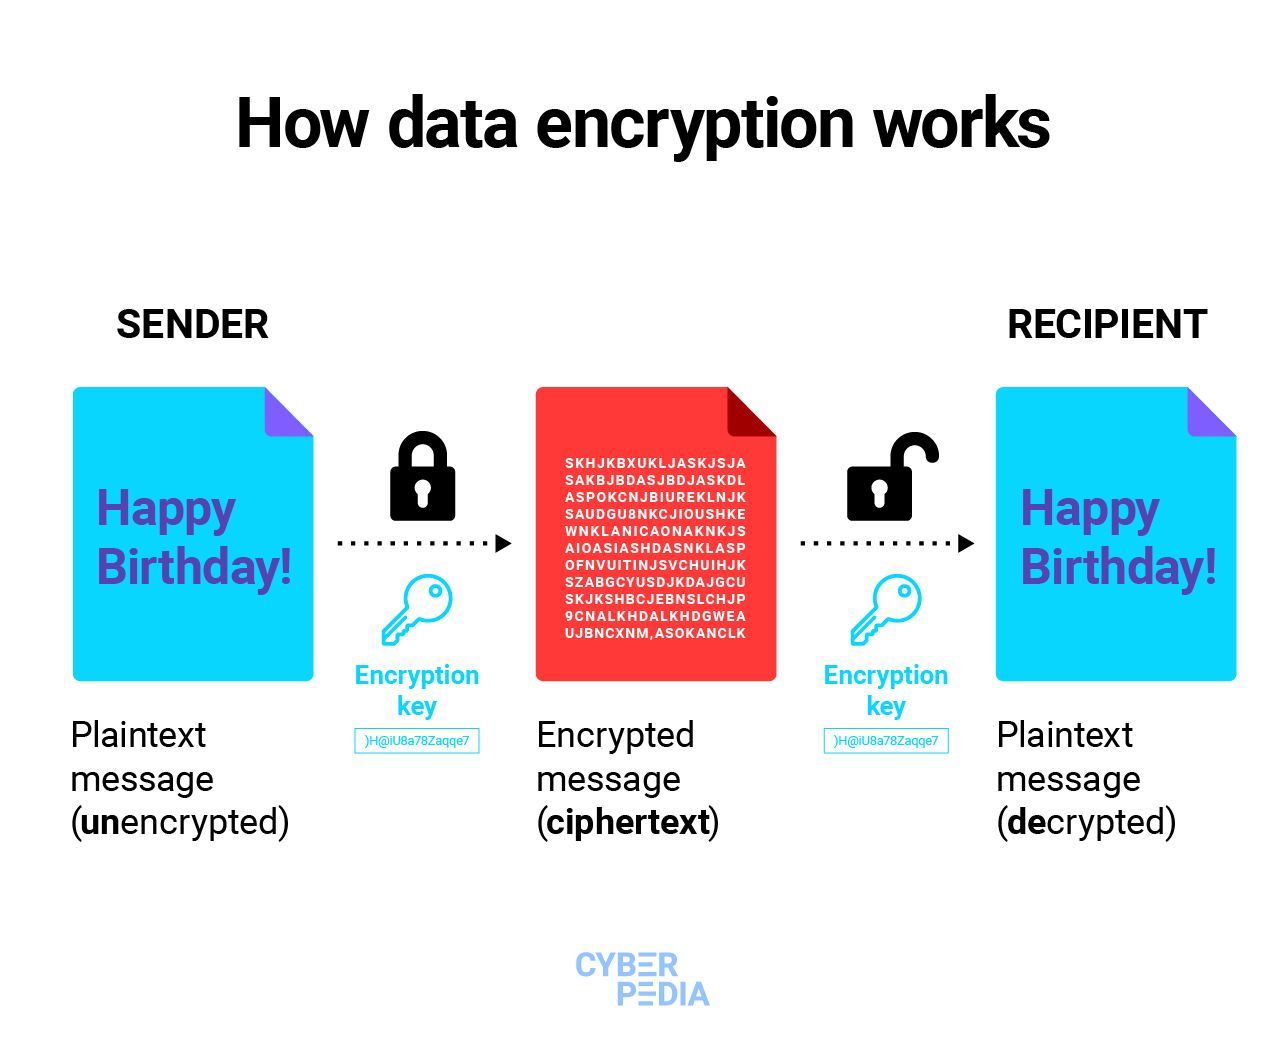 How data encryption works
SENDER
RECIPIENT
Happy
Birthday!
SKHJKBXUKLJASKJSJA
SAKBJBDASJBDJASKDL
ASPOKCNJBIUREKLNJK
SAUDGU8NKCJIOUSHKE
WNKLANICAONAKNKJS
AIOASIASHDASNKLASP
OFNVUITINJSVCHUIHJK
SZABGCYUSDJKDAJGCU
SKJKSHBCJEBNSLCHJP
9CNALKHDALKHDGWEA
UJBNCXNM,ASOKANCLK
Happy
Birthday!
Encryption
key
)H@iU8a78Zaqqe7
Encryption
key
)H@iU8a78Zaqqe7
Plaintext
message
(unencrypted)
Encrypted
message
(ciphertext)
Plaintext
message
(decrypted)
CYBER
PEDIA